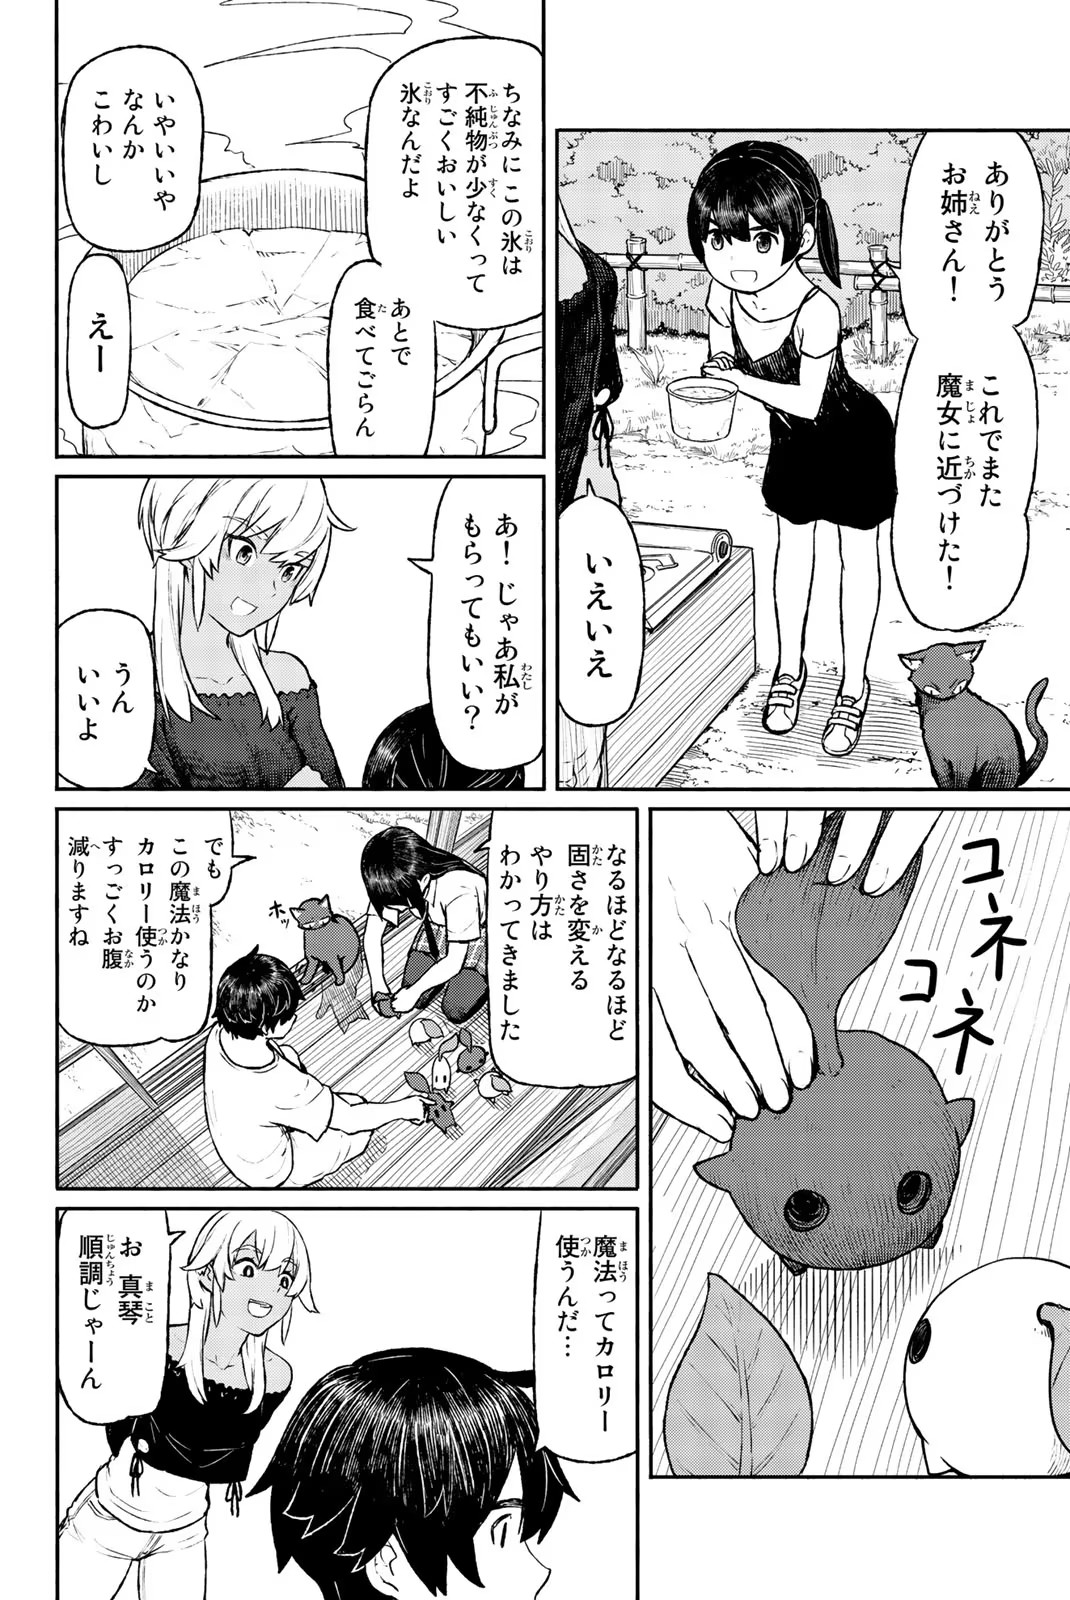 ありがとう
お姉さん！
これでまた
魔女に近づけた！
いえいえ
ちなみに この氷は
不純物が少なくって
すごくおいしい
氷なんだよ
あとで
食べてごらん
いやいいや
なんか
こわいし
えー
あ！じゃあ私が
もらってもいい？
うん
いいよ
コネ
コネ
なるほどなるほど
固さを変える
やり方は
わかってきました
ホッ
でも
この魔法かなり
カロリー使うのか
すっごくお腹
減りますね
魔法ってカロリー
使うんだ…
お 真琴
順調じゃーん